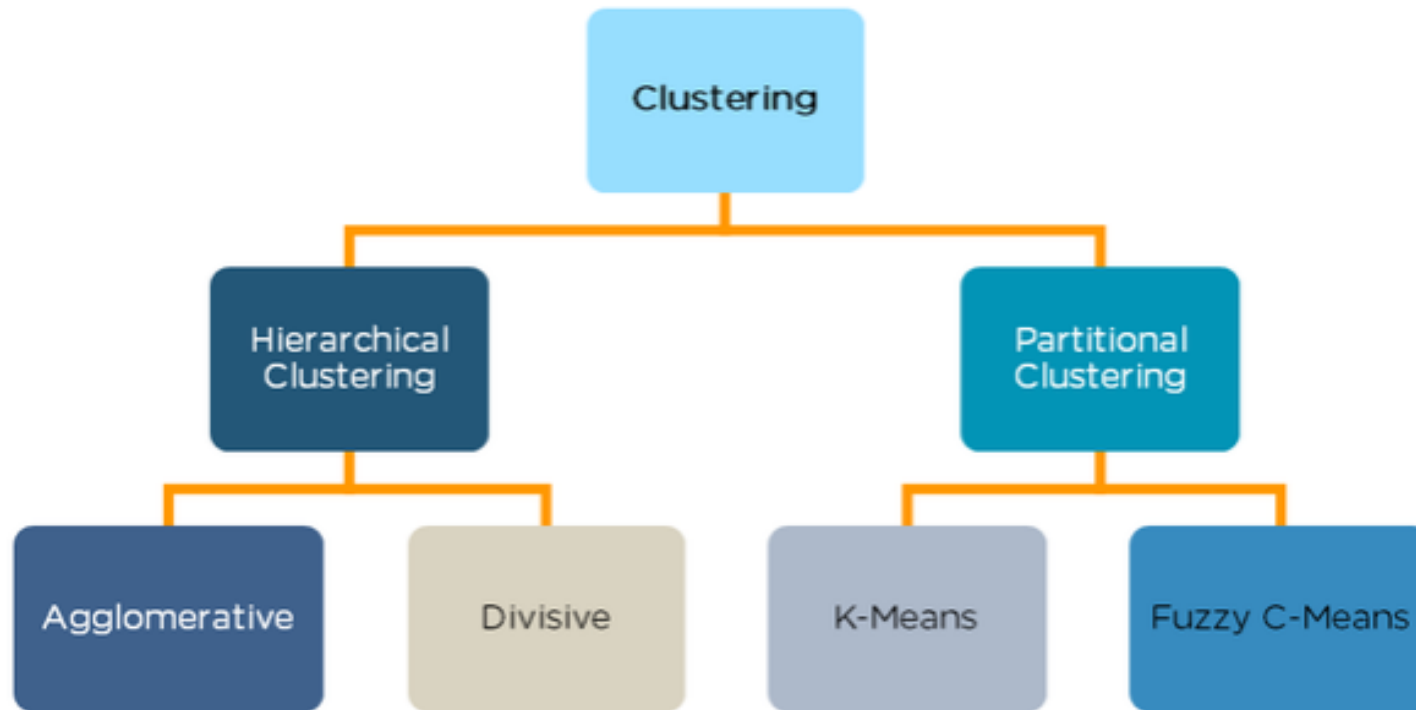 Clustering
Hierarchical
Clustering
Partitional
Clustering
Agglomerative
Divisive
K-Means
Fuzzy C-Means